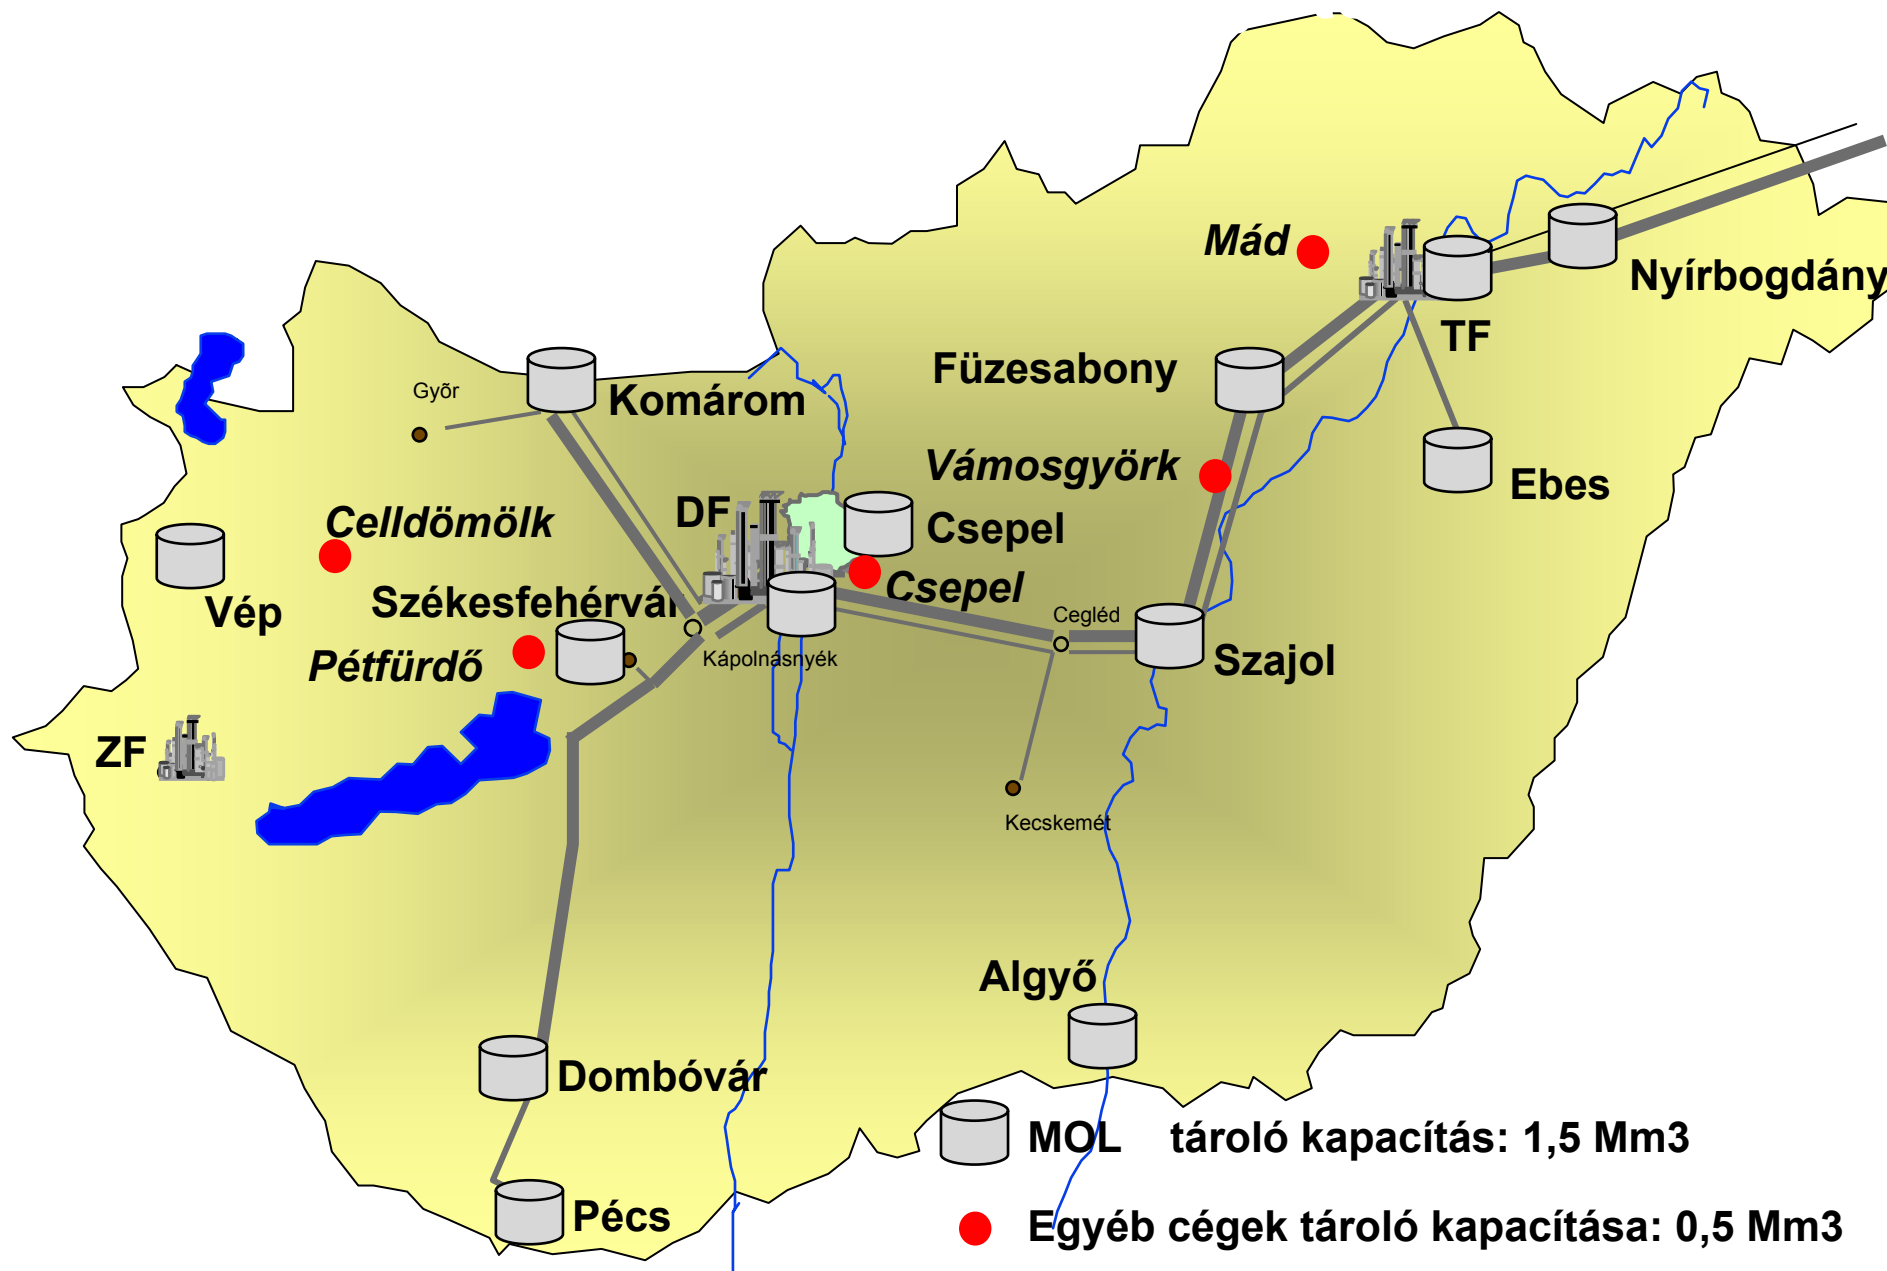 Mád
Nyírbogdány
TF
Füzesabony
Győr
Komárom
Vámosgyörk
Ebes
DF
Celldömölk
Csepel
Székesfehérvár
Csepel
Vép
Cegléd
Pétfürdő
Kápolnásnyék
Szajol
ZF
Kecskemét
Algyő
Dombóvár
MOL tároló kapacítás: 1,5 Mm3
Pécs
Egyéb cégek tároló kapacítása: 0,5 Mm3